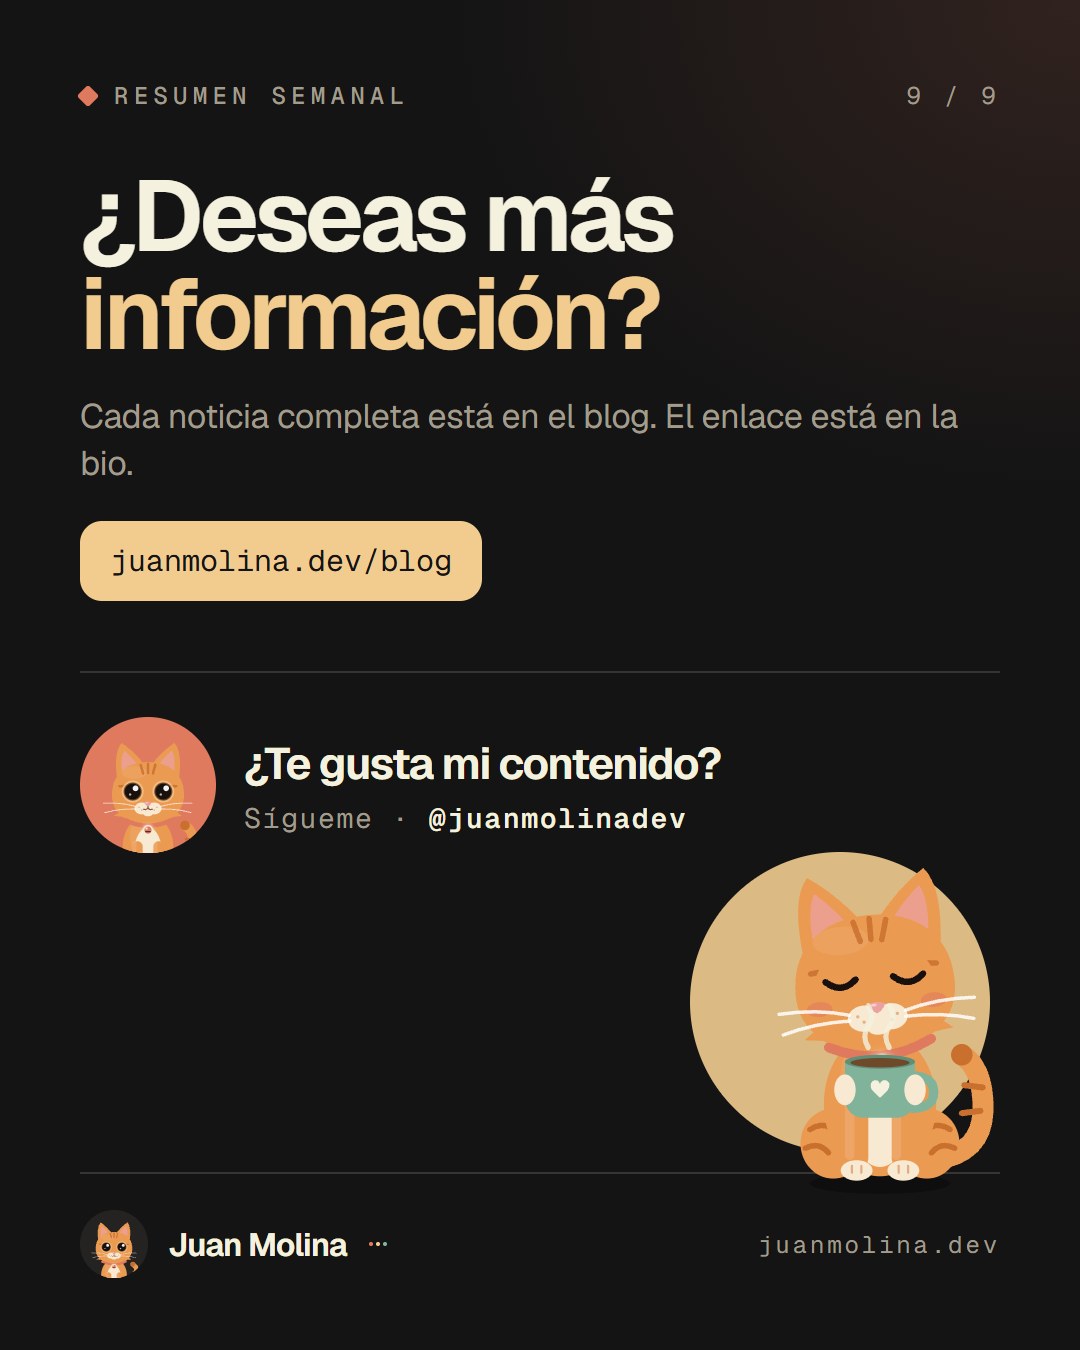 RESUMEN SEMANAL
9 / 9
¿Deseas más
información?
Cada noticia completa está en el blog. El enlace está en la
bio.
juanmolina.dev/blog
¿Te gusta mi contenido?
Sígueme · @juanmolinadev
Juan Molina
juanmolina.dev